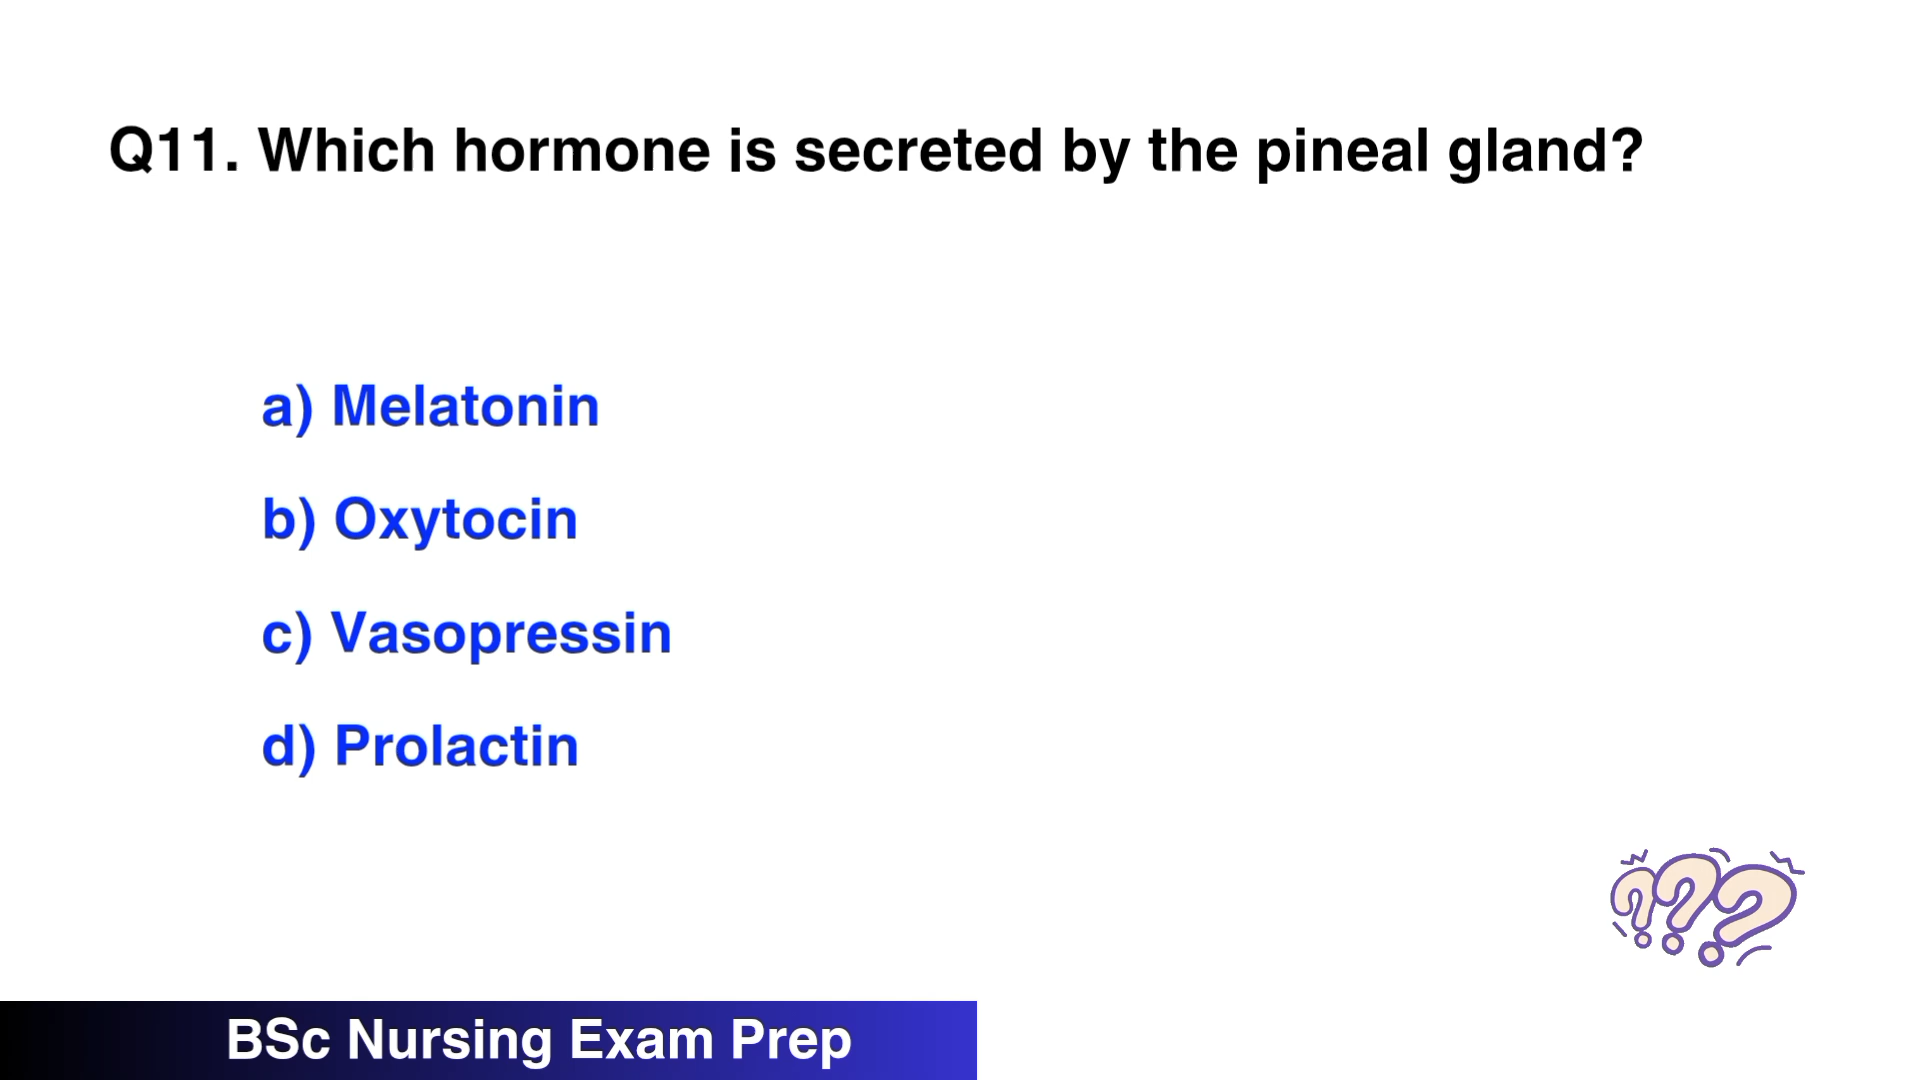 Q11. Which hormone is secreted by the pineal gland?
a) Melatonin
b) Oxytocin
c) Vasopressin
d) Prolactin
BSc Nursing Exam Prep